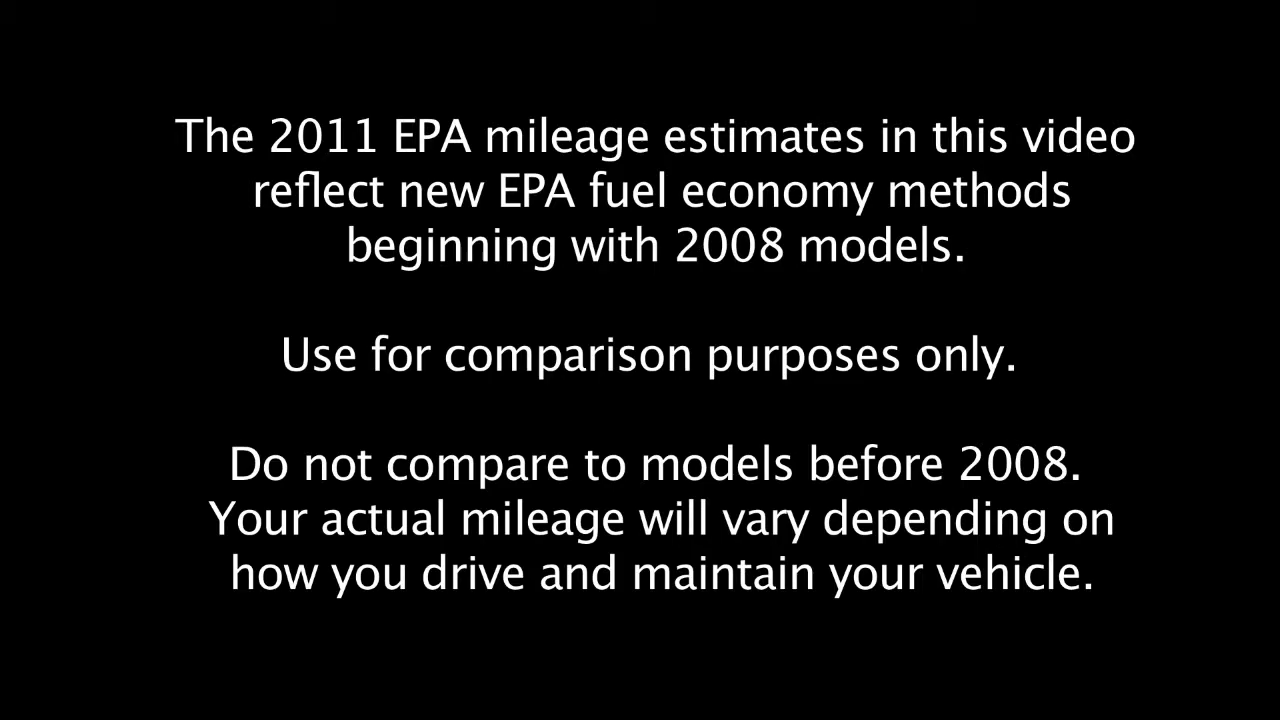 The 2011 EPA mileage estimates in this video
reflect new EPA fuel economy methods
beginning with 2008 models.
Use for comparison purposes only.
Do not compare to models before 2008.
Your actual mileage will vary depending on
how you drive and maintain your vehicle.